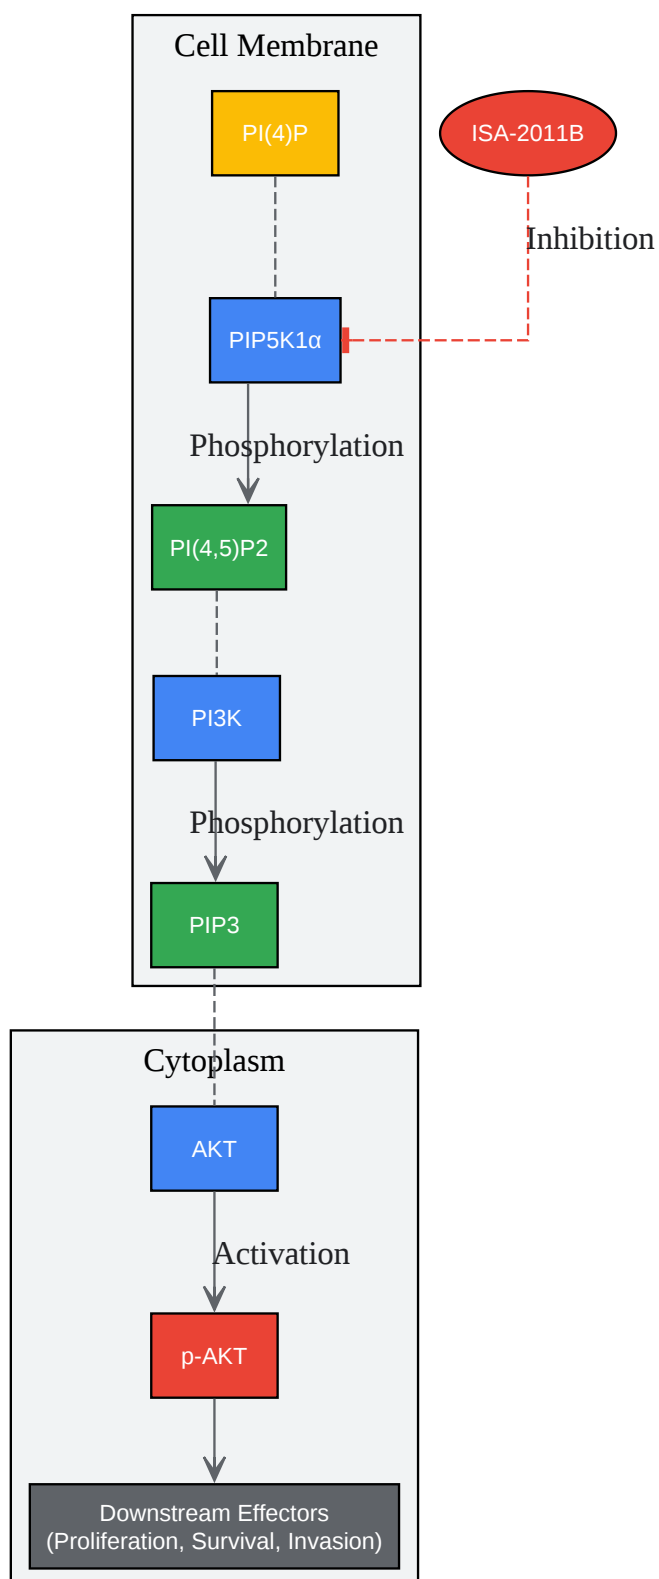 Cell Membrane
PI(4)P
ISA-2011B
Inhibition
PIP5K1α
Phosphorylation
PI(4,5)P2
PI3K
Phosphorylation
PIP3
Cytoplasm
AKT
Activation
p-AKT
Downstream Effectors
(Proliferation, Survival, Invasion)